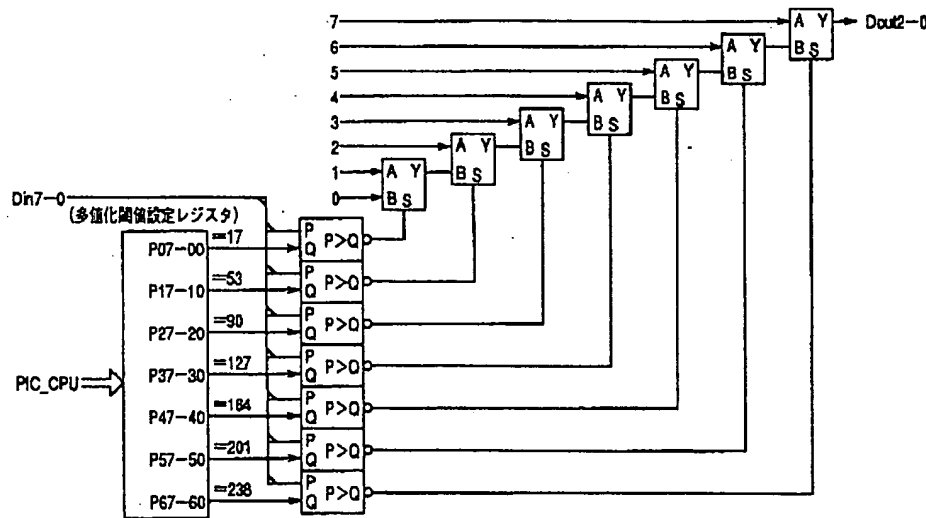 7
A Y
B S
Dout2-0
6
A Y
B S
5
A Y
B S
4
A Y
B S
3
A Y
B S
2
A Y
B S
1
A Y
0
B S
Din7-0
(多値化閾値設定レジスタ)
P07-00
=17
P
Q
P>Q
P17-10
=53
P
Q
P>Q
P27-20
=90
P
Q
P>Q
P37-30
=127
P
Q
P>Q
PIC_CPU
P47-40
=164
P
Q
P>Q
P57-50
=201
P
Q
P>Q
P67-60
=238
P
Q
P>Q